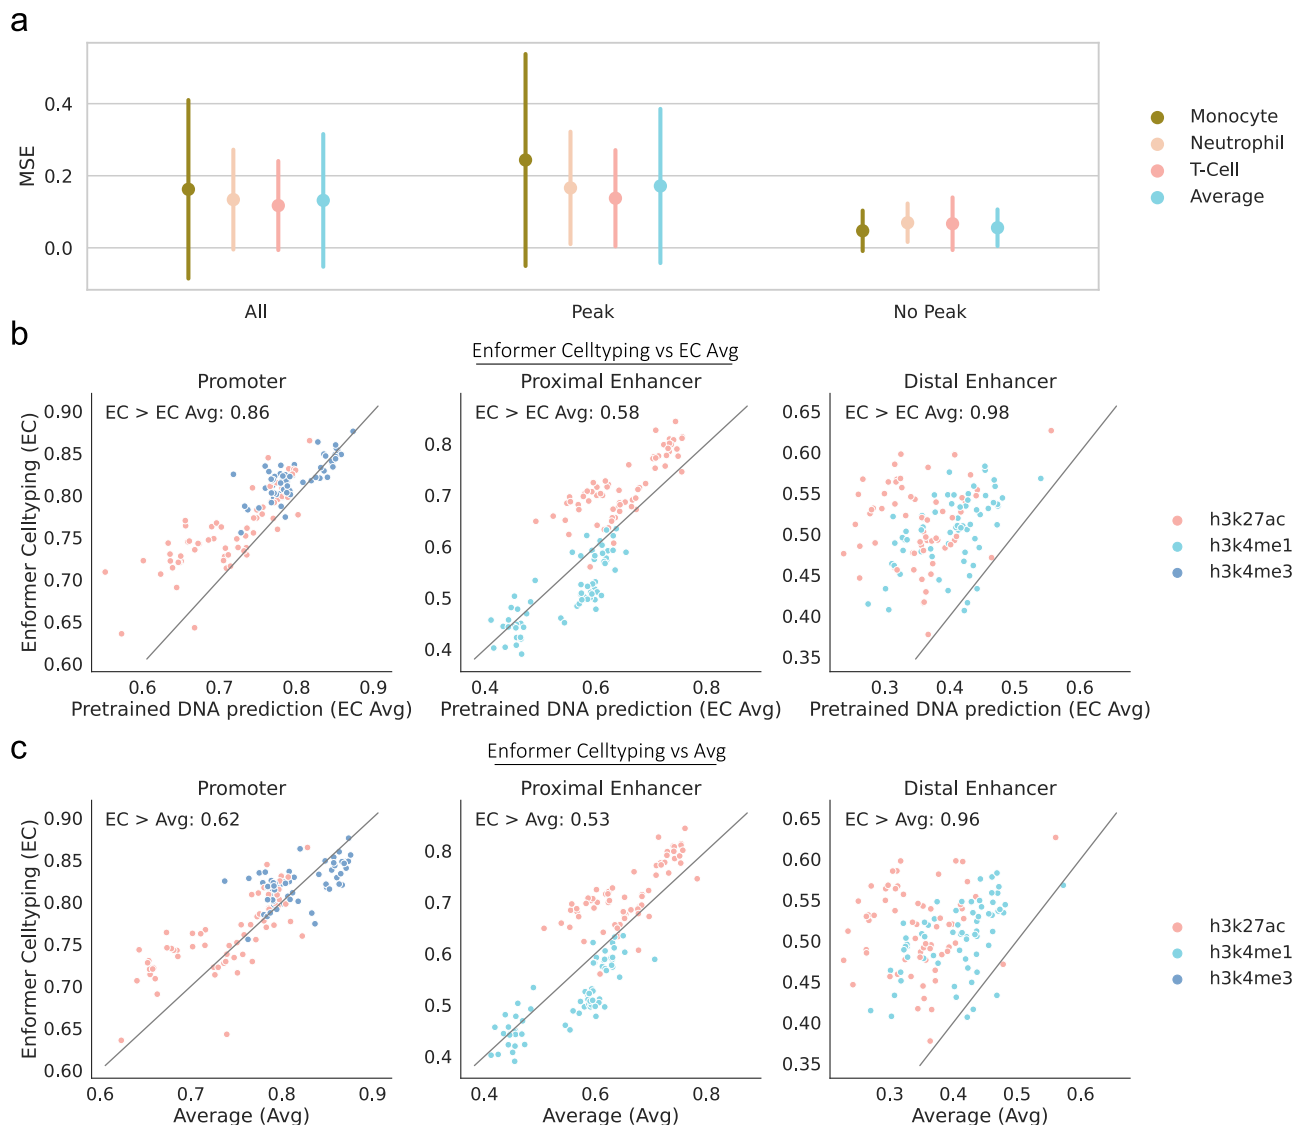 a
MSE
0.4
0.2
0.0
All
Peak
No Peak
Monocyte
Neutrophil
T-Cell
Average
b
Enformer Celltyping vs EC Avg
Promoter
Proximal Enhancer
Distal Enhancer
EC > EC Avg: 0.86
EC > EC Avg: 0.58
EC > EC Avg: 0.98
Enformer Celltyping (EC)
0.90
0.85
0.80
0.75
0.70
0.65
0.60
0.8
0.7
0.6
0.5
0.4
0.65
0.60
0.55
0.50
0.45
0.40
0.35
0.6
0.7
0.8
0.9
0.4
0.6
0.8
0.3
0.4
0.5
0.6
Pretrained DNA prediction (EC Avg)
Pretrained DNA prediction (EC Avg)
Pretrained DNA prediction (EC Avg)
h3k27ac
h3k4me1
h3k4me3
c
Enformer Celltyping vs Avg
Promoter
Proximal Enhancer
Distal Enhancer
EC > Avg: 0.62
EC > Avg: 0.53
EC > Avg: 0.96
Enformer Celltyping (EC)
0.90
0.85
0.80
0.75
0.70
0.65
0.60
0.8
0.7
0.6
0.5
0.4
0.65
0.60
0.55
0.50
0.45
0.40
0.35
0.6
0.7
0.8
0.9
0.4
0.6
0.8
0.3
0.4
0.5
0.6
Average (Avg)
Average (Avg)
Average (Avg)
h3k27ac
h3k4me1
h3k4me3